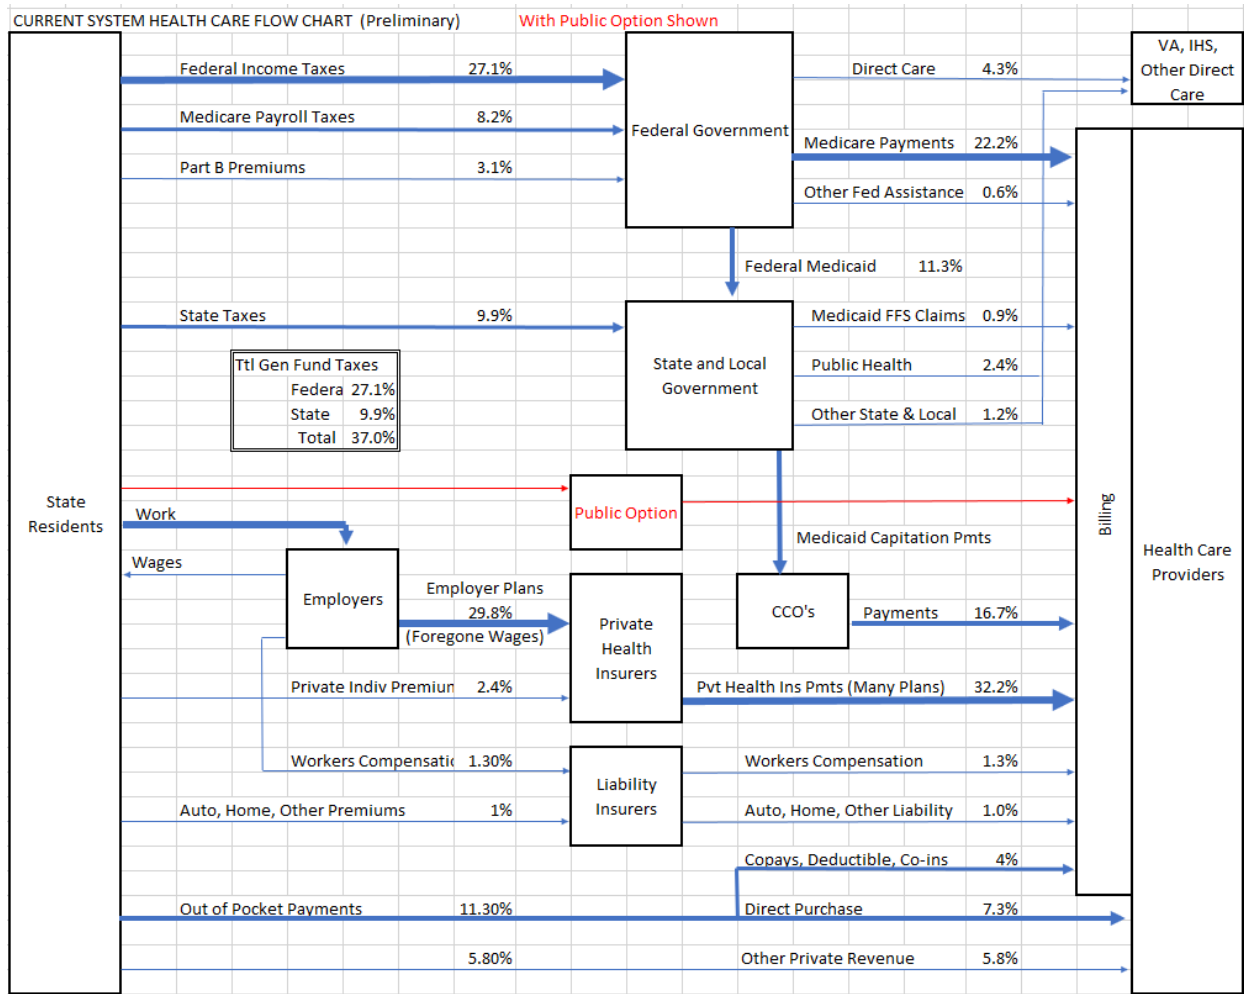 CURRENT SYSTEM HEALTH CARE FLOW CHART (Preliminary) With Public Option Shown
VA, IHS,
Other Direct
Care
Federal Income Taxes 27.1%
Direct Care 4.3%
Medicare Payroll Taxes 8.2%
Federal Government
Medicare Payments 22.2%
Part B Premiums 3.1%
Other Fed Assistance 0.6%
Federal Medicaid 11.3%
State Taxes 9.9%
Medicaid FFS Claims 0.9%
Ttl Gen Fund Taxes
Federa 27.1%
State 9.9%
Total 37.0%
State and Local
Government
Public Health 2.4%
Other State & Local 1.2%
State
Residents
Public Option
Billing
Health Care
Providers
Work
Wages
Medicaid Capitation Pmts
Employers
Employer Plans
29.8%
(Foregone Wages)
Private
Health
Insurers
CCO's
Payments 16.7%
Private Indiv Premiun 2.4%
Pvt Health Ins Pmts (Many Plans) 32.2%
Workers Compensatic 1.30%
Liability
Insurers
Workers Compensation 1.3%
Auto, Home, Other Premiums 1%
Auto, Home, Other Liability 1.0%
Copays, Deductible, Co-ins 4%
Out of Pocket Payments 11.30%
Direct Purchase 7.3%
5.80%
Other Private Revenue 5.8%